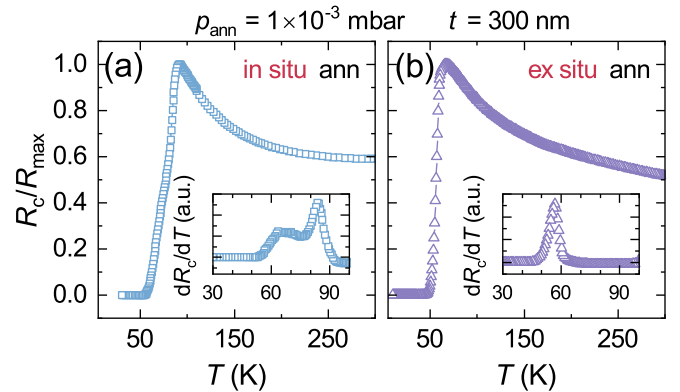 p_ann = 1×10⁻³ mbar t = 300 nm
(a) in situ ann
(b) ex situ ann
R_c/R_max
1.0
0.8
0.6
0.4
0.2
0.0
dR_c/dT (a.u.)
30 60 90
dR_c/dT (a.u.)
30 60 90
50 150 250
50 150 250
T (K)
T (K)